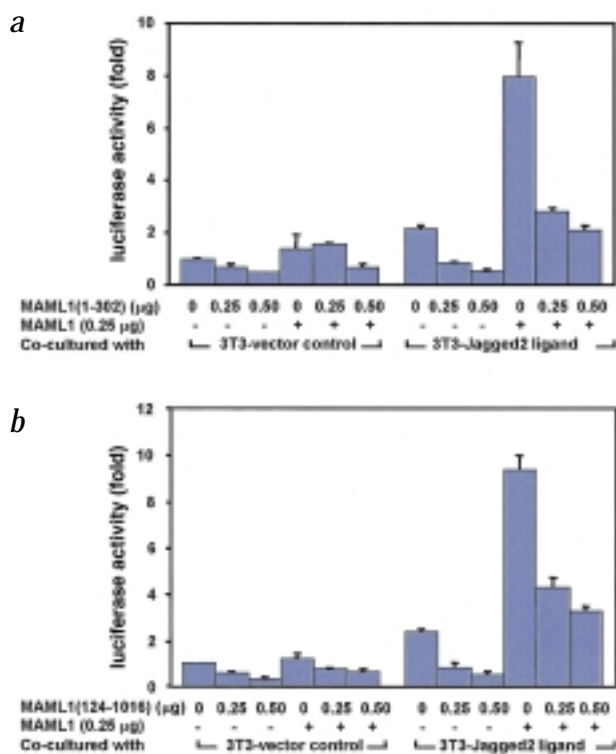 a
10
8
6
4
2
0
luciferase activity (fold)
MAML1(1-302) (µg) 0 0.25 0.50 0 0.25 0.50 0 0.25 0.50 0 0.25 0.50
MAML1 (0.25 µg) - - - + + + - - - + + +
Co-cultured with 3T3-vector control 3T3-Jagged2 ligand
b
12
10
8
6
4
2
0
luciferase activity (fold)
MAML1(124-1016) (µg) 0 0.25 0.50 0 0.25 0.50 0 0.25 0.50 0 0.25 0.50
MAML1 (0.25 µg) - - - + + + - - - + + +
Co-cultured with 3T3-vector control 3T3-Jagged2 ligand